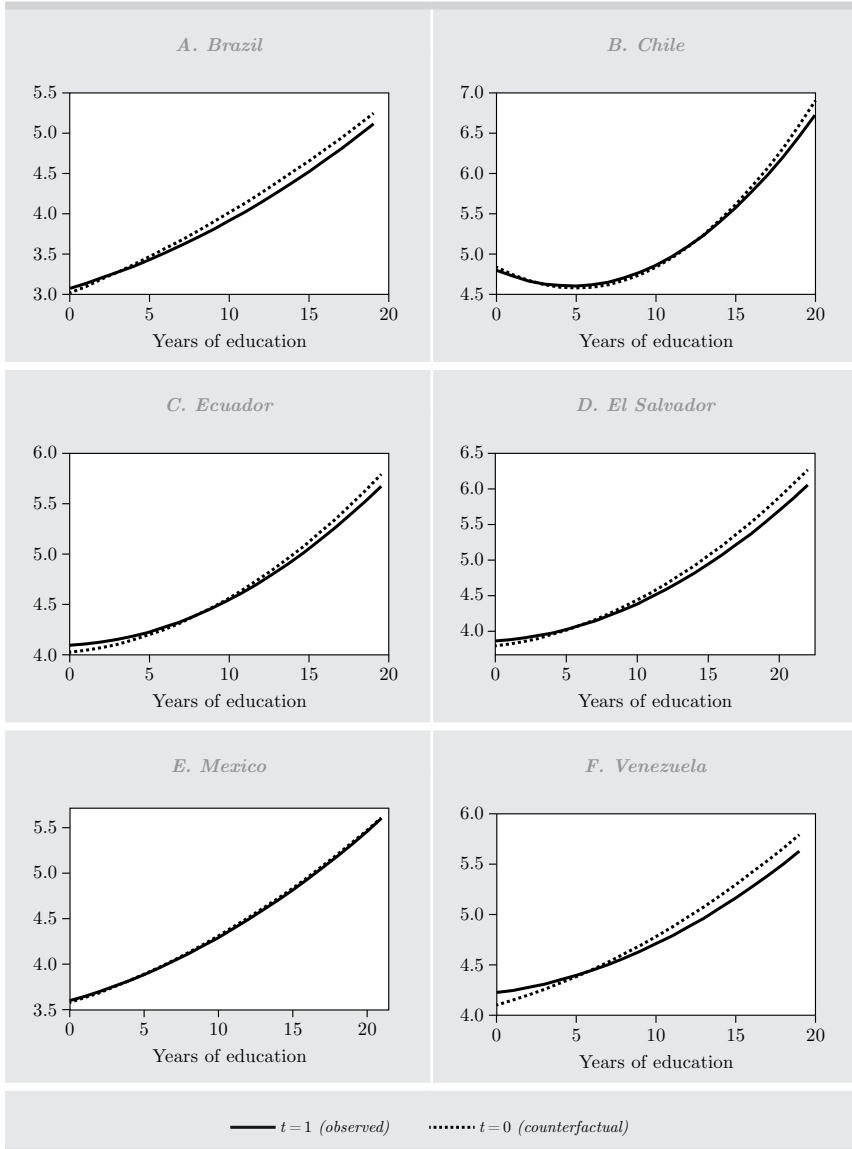 A. Brazil
B. Chile
5.5
5.0
4.5
4.0
3.5
3.0
0 5 10 15 20
Years of education
7.0
6.5
6.0
5.5
5.0
4.5
0 5 10 15 20
Years of education
C. Ecuador
D. El Salvador
6.0
5.5
5.0
4.5
4.0
0 5 10 15 20
Years of education
6.5
6.0
5.5
5.0
4.5
4.0
0 5 10 15 20
Years of education
E. Mexico
F. Venezuela
5.5
5.0
4.5
4.0
3.5
0 5 10 15 20
Years of education
6.0
5.5
5.0
4.5
4.0
0 5 10 15 20
Years of education
t = 1 (observed) t = 0 (counterfactual)